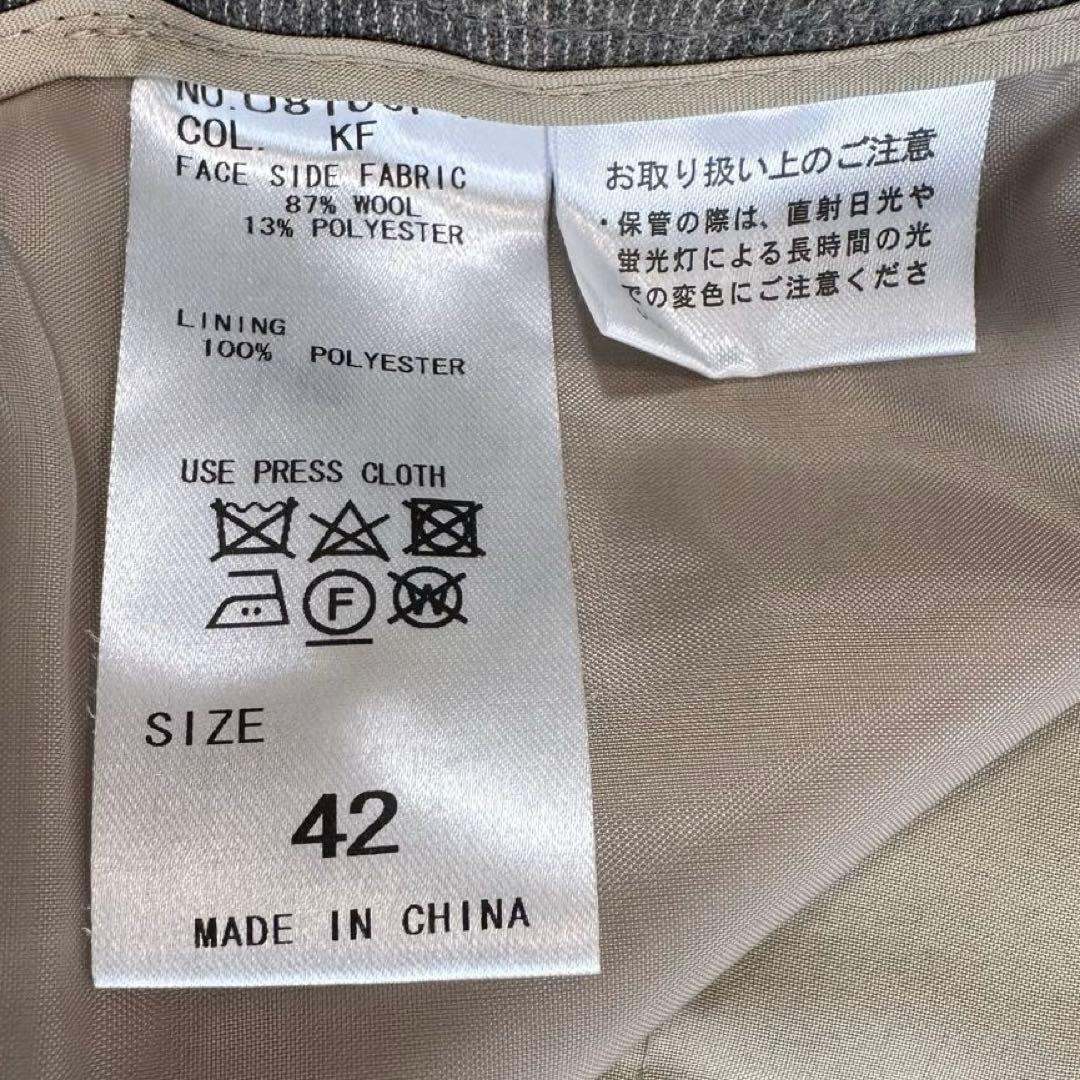 COL. KF
FACE SIDE FABRIC
87% WOOL
13% POLYESTER
LINING
100% POLYESTER
USE PRESS CLOTH
F
W
SIZE
42
MADE IN CHINA
お取り扱い上のご注意
・保管の際は、直射日光や
蛍光灯による長時間の光
での変色にご注意くださ